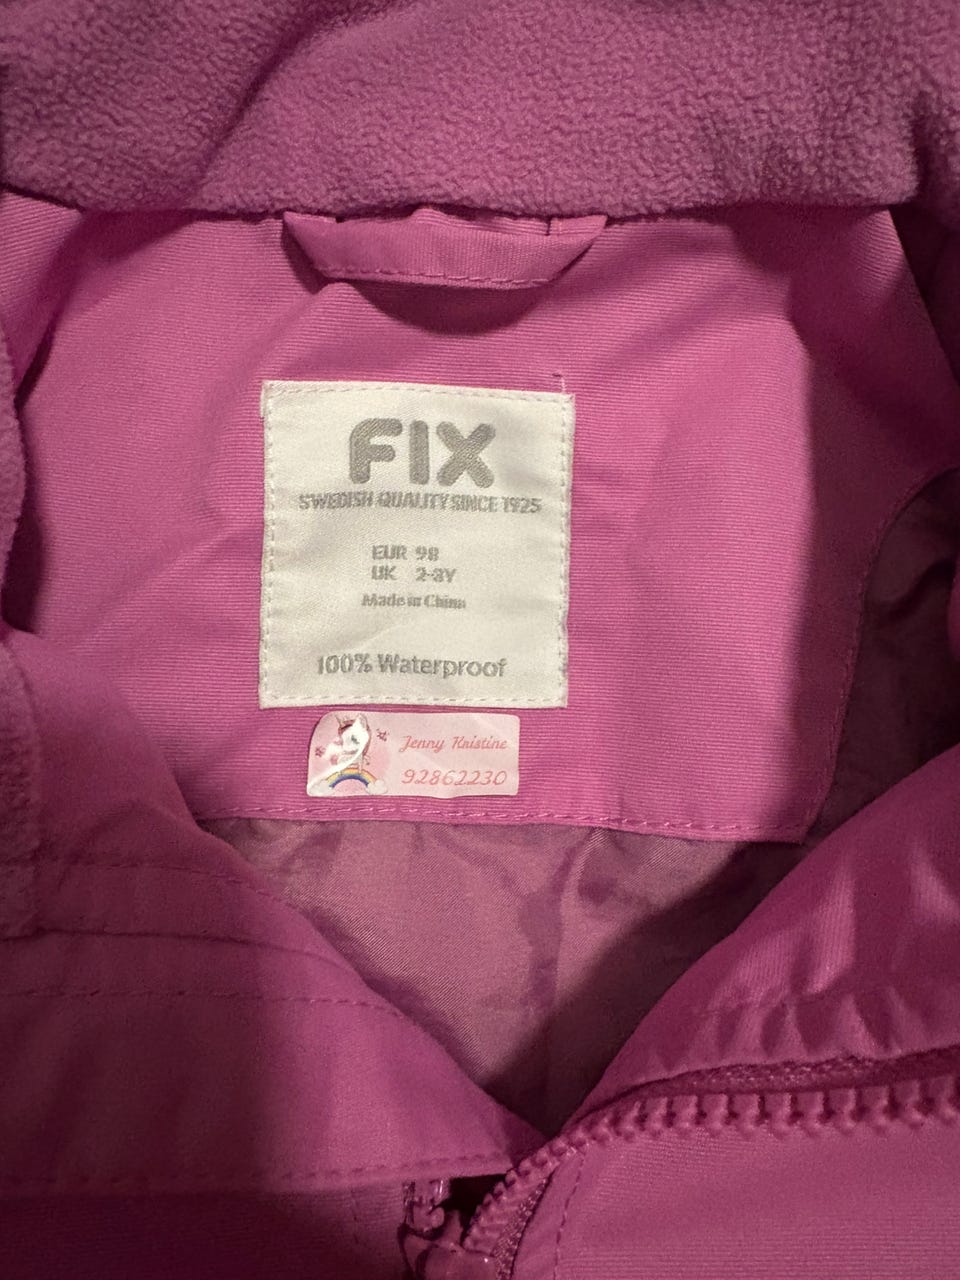 FIX
SWEDISH QUALITY SINCE 1925
EUR 98
UK 2-3Y
Made in China
100% Waterproof
Jenny Kristine
92862230